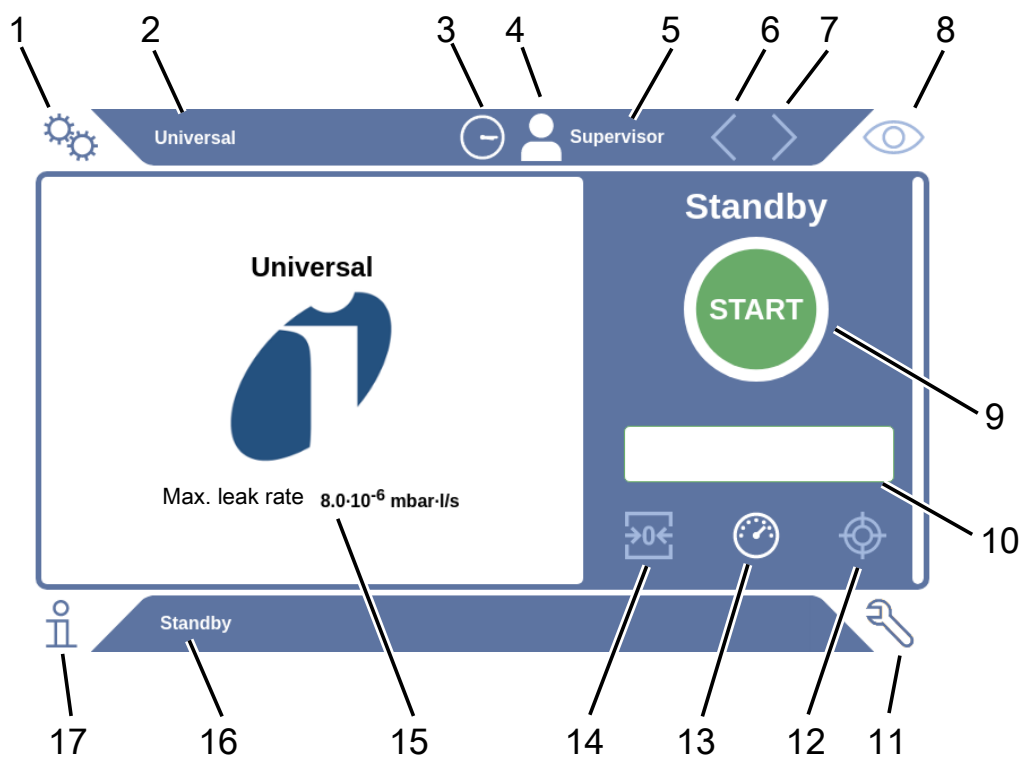 1 2 3 4 5 6 7 8
Universal Supervisor
Standby
START
Universal
Max. leak rate 8.0·10⁻⁶ mbar·l/s
→0←
9
10
Standby
17 16 15 14 13 12 11